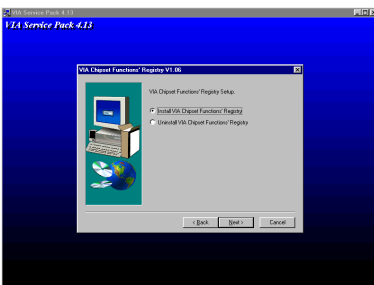 VIA Service Pack 4.13
VIA Service Pack 4.13
VIA Chipset Functions' Registry V1.06
VIA Chipset Functions' Registry Setup.
Install VIA Chipset Functions' Registry
Uninstall VIA Chipset Functions' Registry
< Back
Next >
Cancel